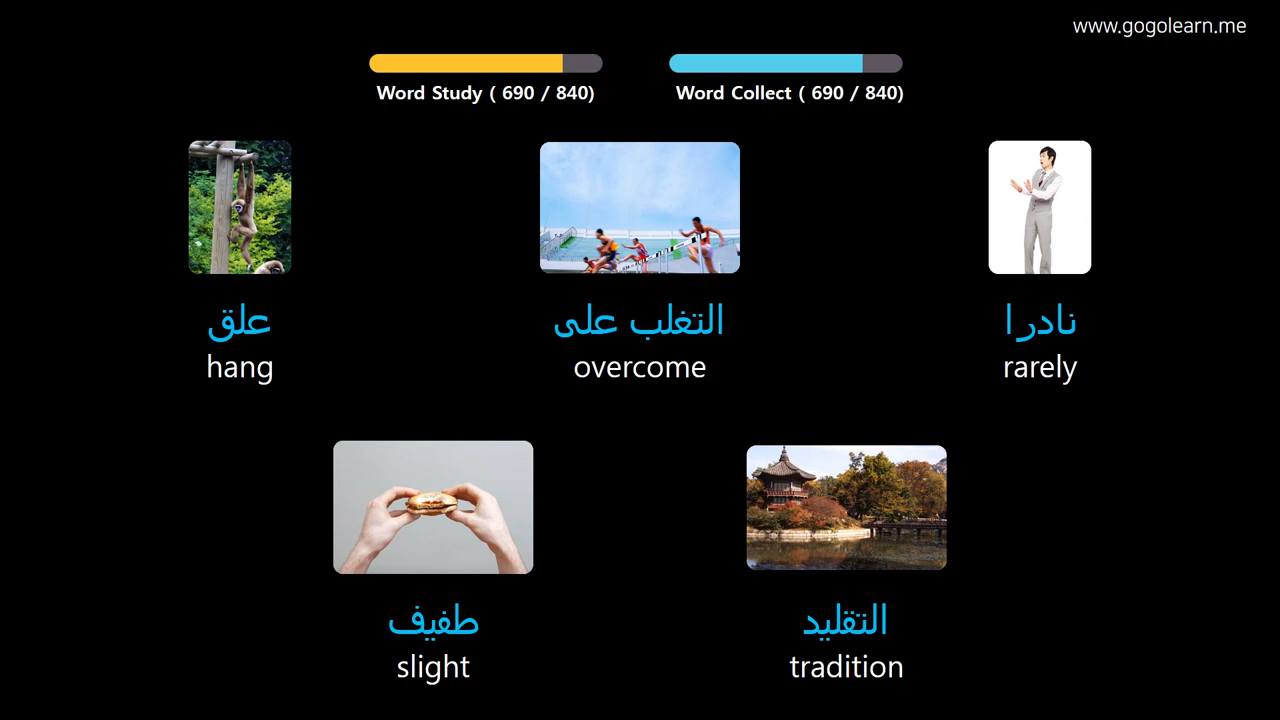 www.gogolearn.me
Word Study ( 690 / 840)
Word Collect ( 690 / 840)
علق
hang
التغلب على
overcome
نادرا
rarely
طفيف
slight
التقليد
tradition